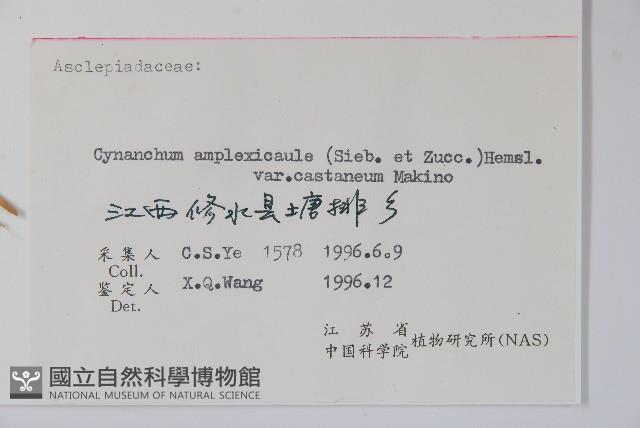 Asclepiadaceae:
Cynanchum amplexicaule (Sieb. et Zucc.)Hemsl.
var.castaneum Makino
江西修水县塘排乡
采集人 C.S.Ye 1578 1996.6.9
Coll.
鉴定人 X.Q.Wang 1996.12
Det.
江苏省
中国科学院 植物研究所(NAS)
國立自然科學博物館
NATIONAL MUSEUM OF NATURAL SCIENCE